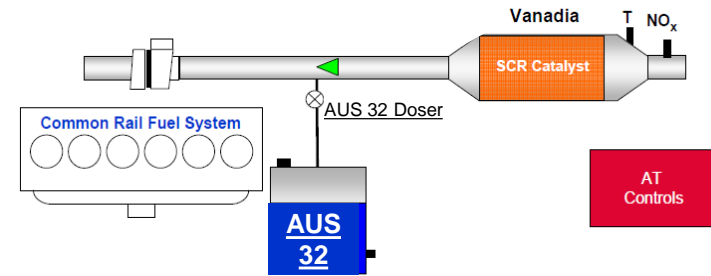 Vanadia
T
NOx
SCR Catalyst
AUS 32 Doser
Common Rail Fuel System
AT
Controls
AUS
32